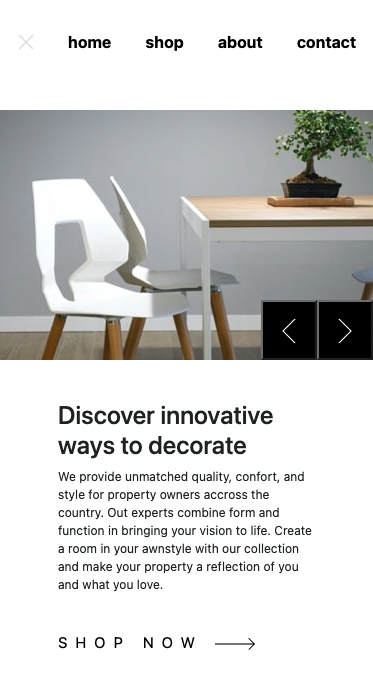 home shop about contact
Discover innovative
ways to decorate
We provide unmatched quality, confort, and
style for property owners accross the
country. Out experts combine form and
function in bringing your vision to life. Create
a room in your awnstyle with our collection
and make your property a reflection of you
and what you love.
SHOP NOW